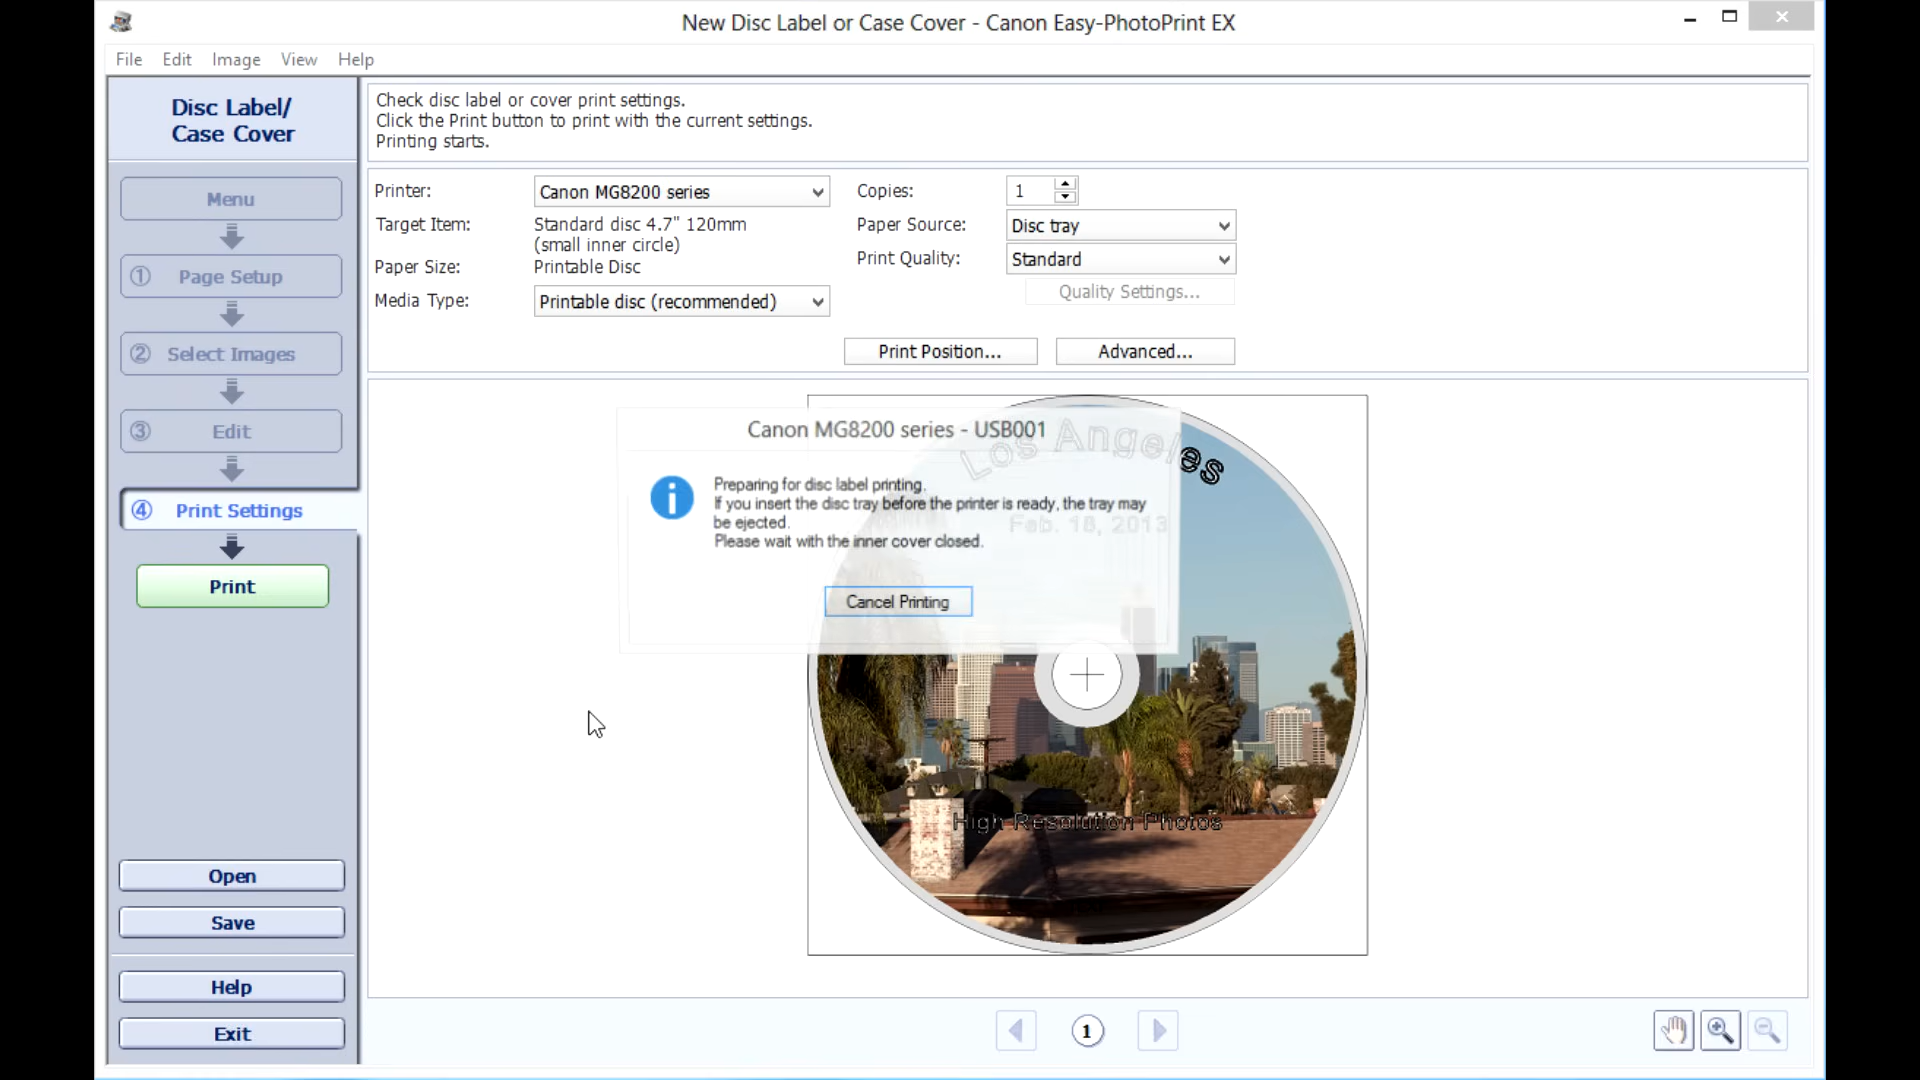 New Disc Label or Case Cover - Canon Easy-PhotoPrint EX
File Edit Image View Help
Disc Label/
Case Cover
Menu
① Page Setup
② Select Images
③ Edit
④ Print Settings
Print
Open
Save
Help
Exit
Check disc label or cover print settings.
Click the Print button to print with the current settings.
Printing starts.
Printer: Canon MG8200 series
Target Item: Standard disc 4.7" 120mm
(small inner circle)
Paper Size: Printable Disc
Media Type: Printable disc (recommended)
Copies: 1
Paper Source: Disc tray
Print Quality: Standard
Quality Settings...
Print Position... Advanced...
Canon MG8200 series - USB001
Preparing for disc label printing.
If you insert the disc tray before the printer is ready, the tray may
be ejected.
Please wait with the inner cover closed.
Cancel Printing
Los Angeles
Feb. 18, 2013
High Resolution Photos
1